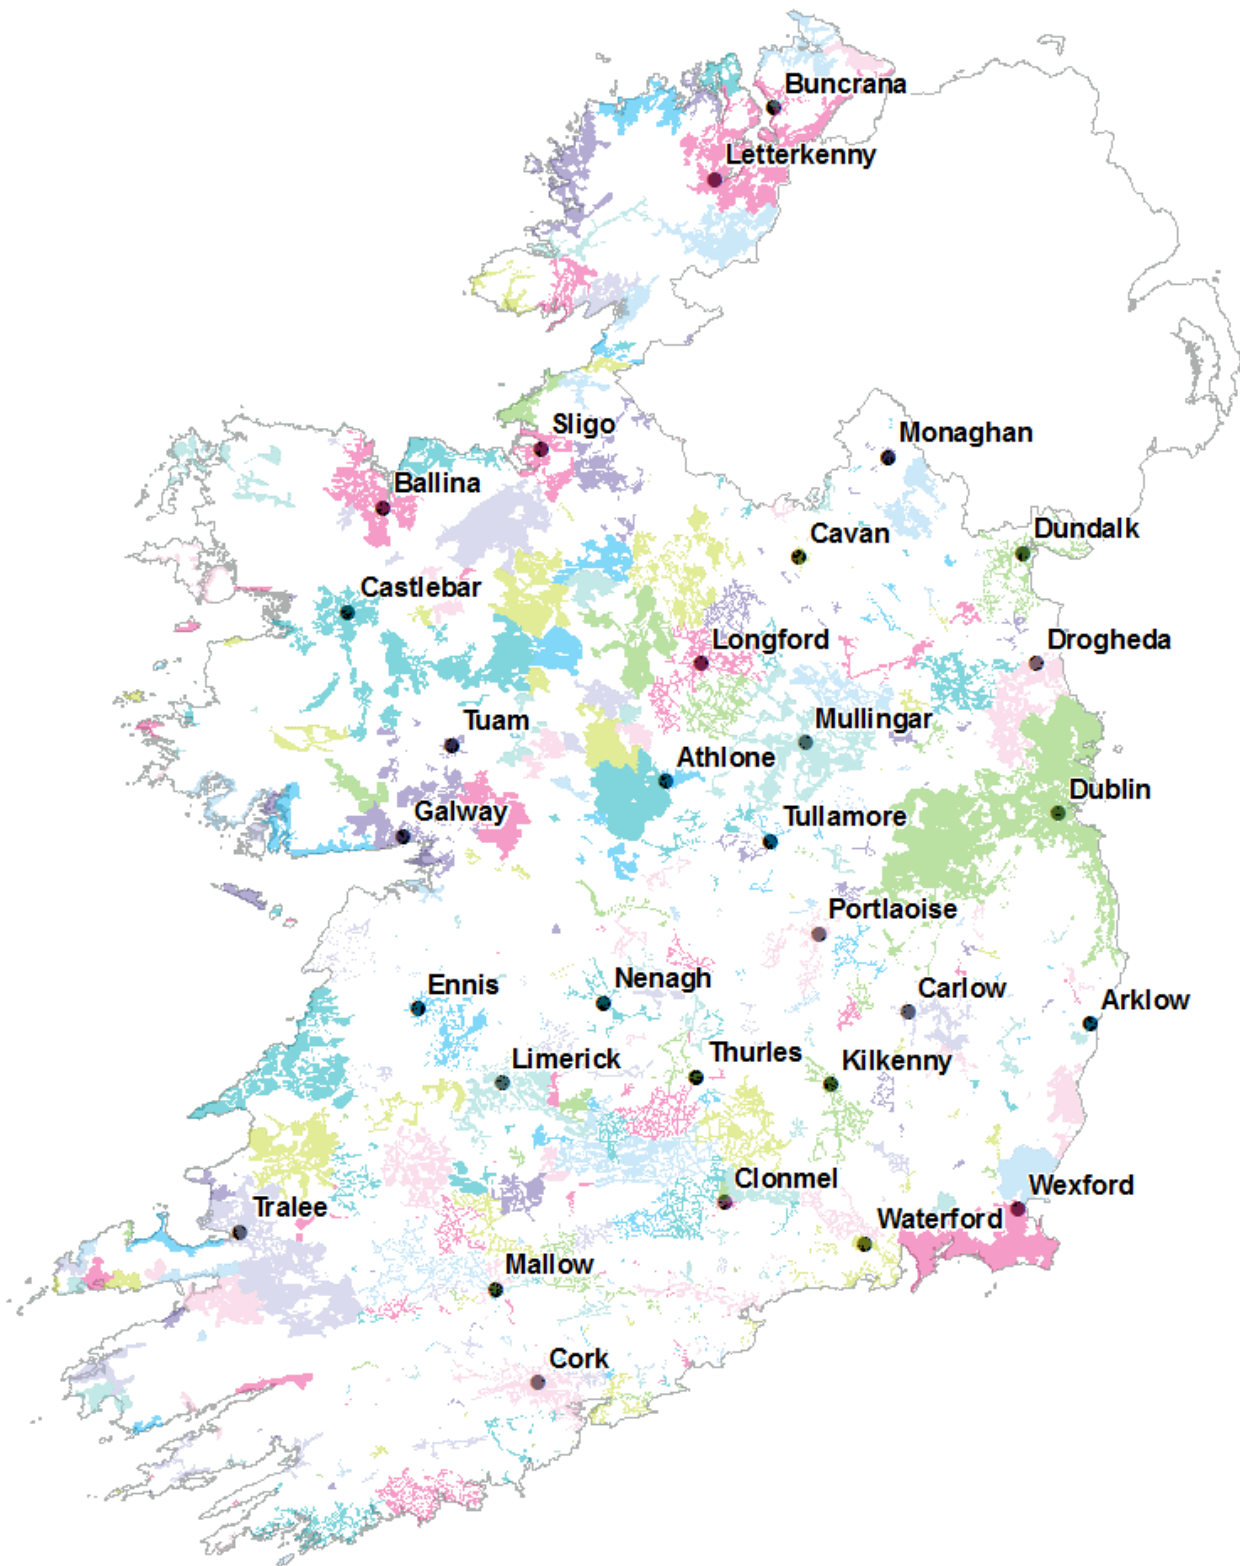 Buncrana
Letterkenny
Sligo
Monaghan
Ballina
Cavan
Dundalk
Castlebar
Longford
Drogheda
Tuam
Mullingar
Athlone
Galway
Dublin
Tullamore
Portlaoise
Ennis
Nenagh
Carlow
Arklow
Limerick
Thurles
Kilkenny
Clonmel
Wexford
Tralee
Waterford
Mallow
Cork